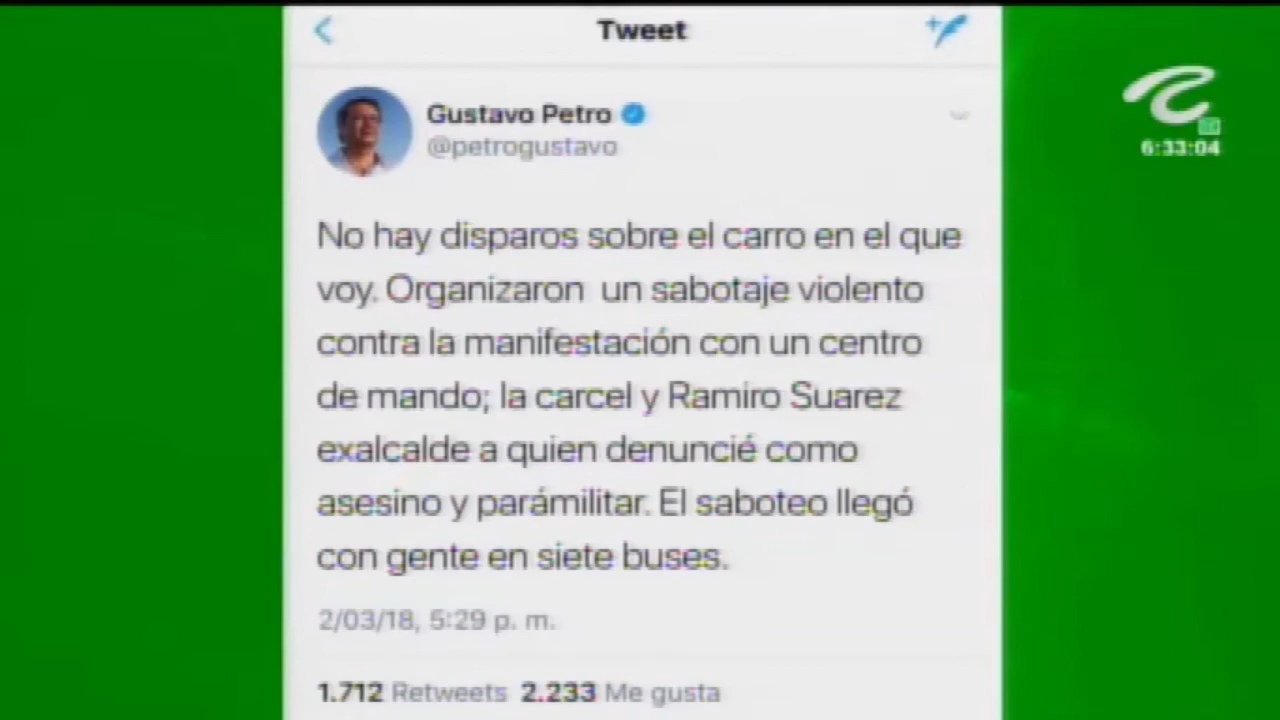 Tweet
Gustavo Petro
@petrogustavo
6:33:04
No hay disparos sobre el carro en el que
voy. Organizaron un sabotaje violento
contra la manifestación con un centro
de mando; la carcel y Ramiro Suarez
exalcalde a quien denuncié como
asesino y parámilitar. El saboteo llegó
con gente en siete buses.
2/03/18, 5:29 p. m.
1.712 Retweets 2.233 Me gusta